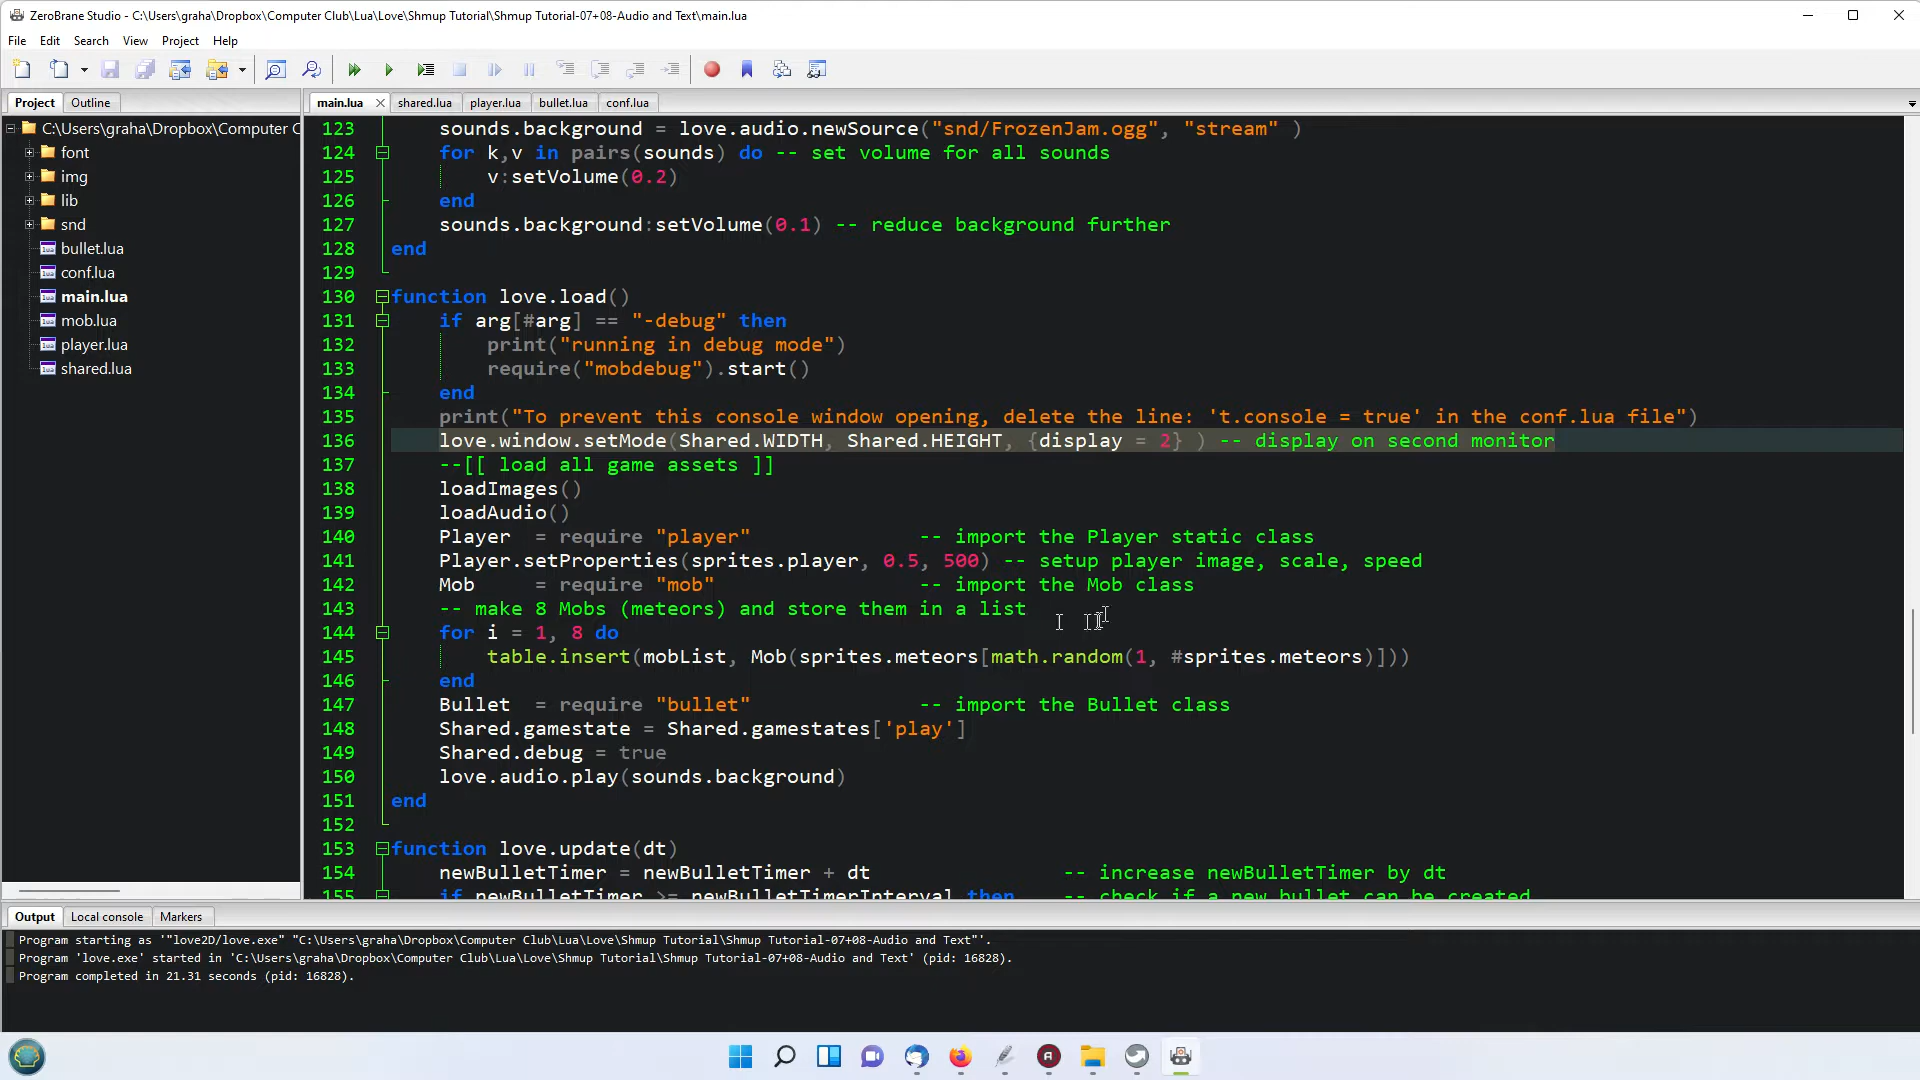 ZeroBrane Studio - C:\Users\graha\Dropbox\Computer Club\Lua\Love\Shmup Tutorial\Shmup Tutorial-07+08-Audio and Text\main.lua
File Edit Search View Project Help
Project Outline
main.lua shared.lua player.lua bullet.lua conf.lua
C:\Users\graha\Dropbox\Computer C
font
img
lib
snd
bullet.lua
conf.lua
main.lua
mob.lua
player.lua
shared.lua
123 sounds.background = love.audio.newSource("snd/FrozenJam.ogg", "stream" )
124 for k,v in pairs(sounds) do -- set volume for all sounds
125 v:setVolume(0.2)
126 end
127 sounds.background:setVolume(0.1) -- reduce background further
128 end
129
130 function love.load()
131 if arg[#arg] == "-debug" then
132 print("running in debug mode")
133 require("mobdebug").start()
134 end
135 print("To prevent this console window opening, delete the line: 't.console = true' in the conf.lua file")
136 love.window.setMode(Shared.WIDTH, Shared.HEIGHT, {display = 2} ) -- display on second monitor
137 --[[ load all game assets ]]
138 loadImages()
139 loadAudio()
140 Player = require "player" -- import the Player static class
141 Player.setProperties(sprites.player, 0.5, 500) -- setup player image, scale, speed
142 Mob = require "mob" -- import the Mob class
143 -- make 8 Mobs (meteors) and store them in a list
144 for i = 1, 8 do
145 table.insert(mobList, Mob(sprites.meteors[math.random(1, #sprites.meteors)]))
146 end
147 Bullet = require "bullet" -- import the Bullet class
148 Shared.gamestate = Shared.gamestates['play']
149 Shared.debug = true
150 love.audio.play(sounds.background)
151 end
152
153 function love.update(dt)
154 newBulletTimer = newBulletTimer + dt -- increase newBulletTimer by dt
155 if newBulletTimer >= newBulletTimerInterval then -- check if a new bullet can be created
Output Local console Markers
Program starting as '"love2D/love.exe" "C:\Users\graha\Dropbox\Computer Club\Lua\Love\Shmup Tutorial\Shmup Tutorial-07+08-Audio and Text"'.
Program 'love.exe' started in 'C:\Users\graha\Dropbox\Computer Club\Lua\Love\Shmup Tutorial\Shmup Tutorial-07+08-Audio and Text' (pid: 16828).
Program completed in 21.31 seconds (pid: 16828).